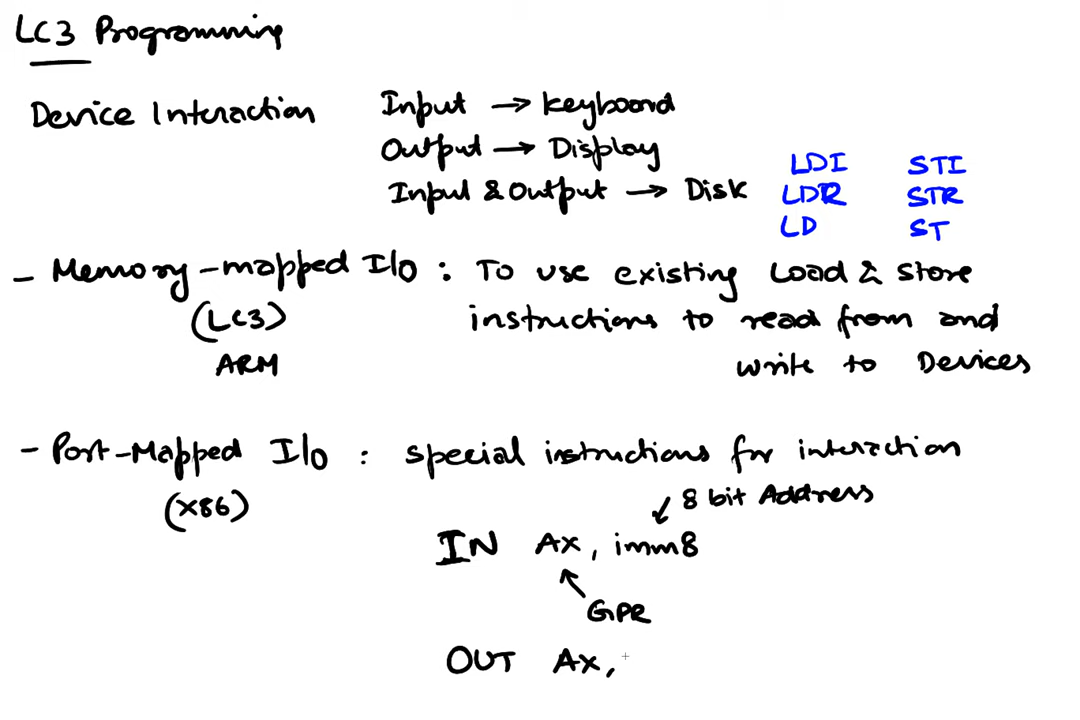 LC3 Programming
Device Interaction
Input → Keyboard
Output → Display
Input & Output → Disk
LDI STI
LDR STR
LD ST
- Memory-mapped I/O : To use existing Load & Store
(LC3) instructions to read from and
ARM write to Devices
- Port-Mapped I/O : special instructions for interaction
(X86) 8 bit Address
IN AX, imm8
GPR
OUT AX,